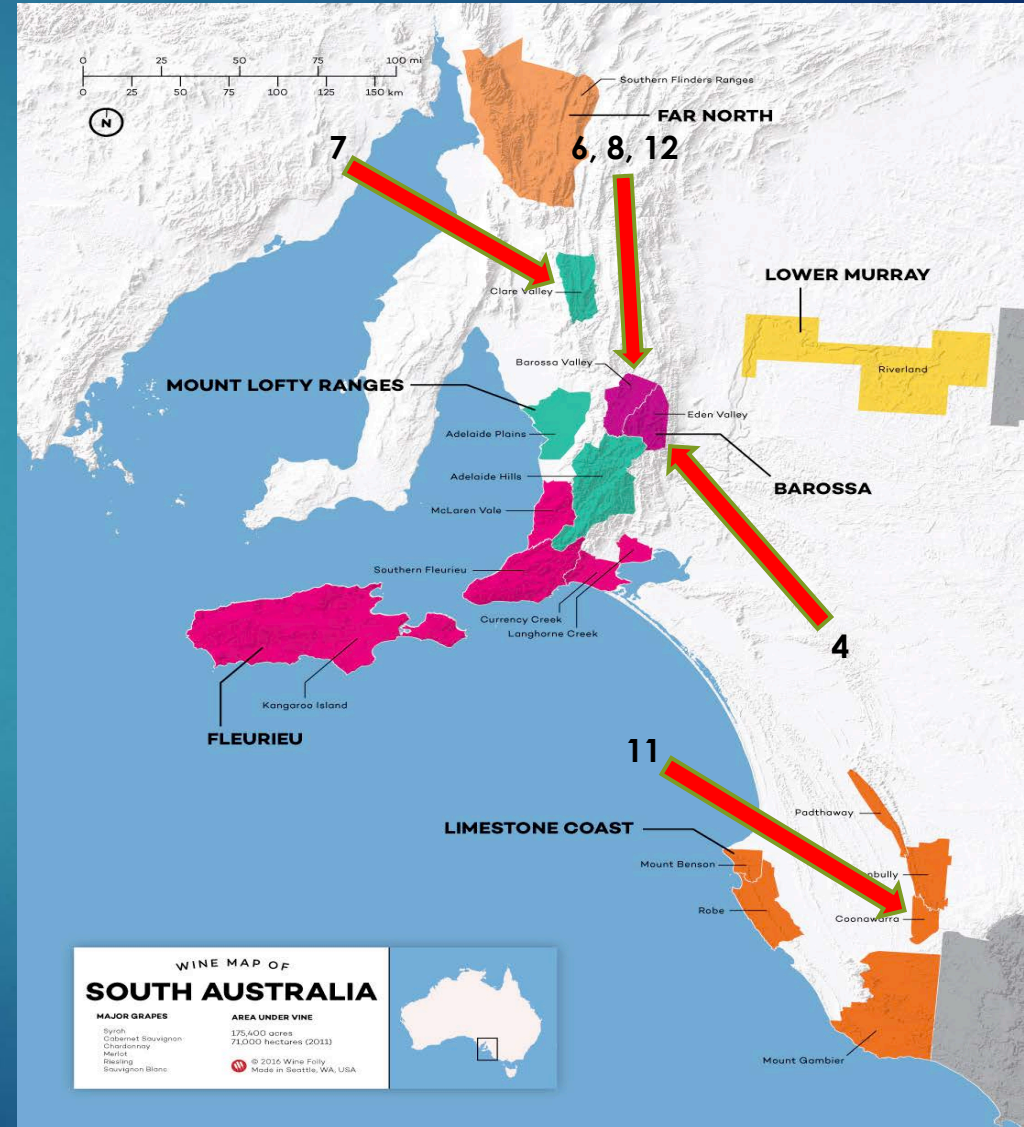 0 25 50 75 100 mi
0 25 50 75 100 125 150 km
N
Southern Flinders Ranges
FAR NORTH
7
6, 8, 12
Clare Valley
LOWER MURRAY
Riverland
Barossa Valley
MOUNT LOFTY RANGES
Eden Valley
Adelaide Plains
Adelaide Hills
BAROSSA
McLaren Vale
Southern Fleurieu
Currency Creek
Langhorne Creek
4
Kangaroo Island
FLEURIEU
11
Padthaway
LIMESTONE COAST
Mount Benson
nbully
Robe
Coonawarra
Mount Gambier
WINE MAP OF
SOUTH AUSTRALIA
MAJOR GRAPES
Syrah
Cabernet Sauvignon
Chardonnay
Merlot
Riesling
Sauvignon Blanc
AREA UNDER VINE
175,400 acres
71,000 hectares (2011)
© 2016 Wine Folly
Made in Seattle, WA, USA